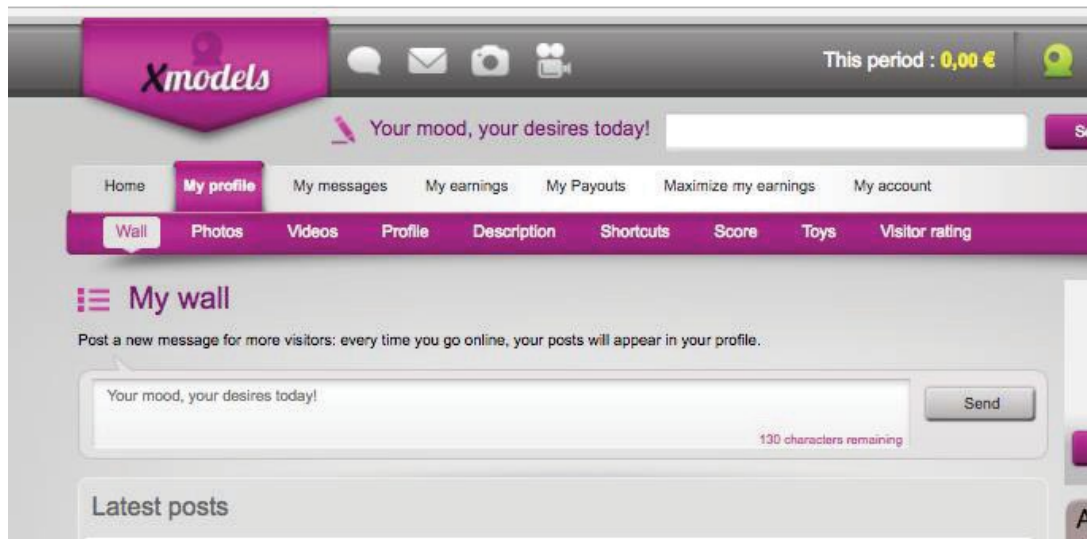 Xmodels
This period : 0,00 €
Your mood, your desires today!
Home My profile My messages My earnings My Payouts Maximize my earnings My account
Wall Photos Videos Profile Description Shortcuts Score Toys Visitor rating
My wall
Post a new message for more visitors: every time you go online, your posts will appear in your profile.
Your mood, your desires today!
Send
130 characters remaining
Latest posts